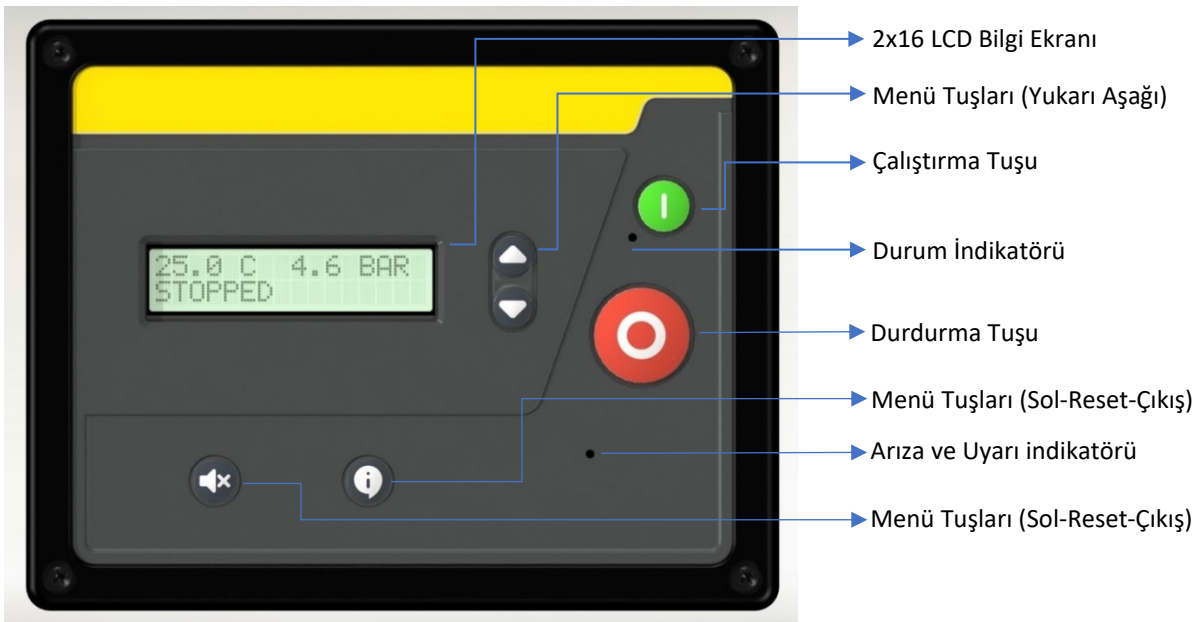 2x16 LCD Bilgi Ekranı
Menü Tuşları (Yukarı Aşağı)
Çalıştırma Tuşu
Durum İndikatörü
25.0 C 4.6 BAR
STOPPED
Durdurma Tuşu
Menü Tuşları (Sol-Reset-Çıkış)
Arıza ve Uyarı indikatörü
Menü Tuşları (Sol-Reset-Çıkış)